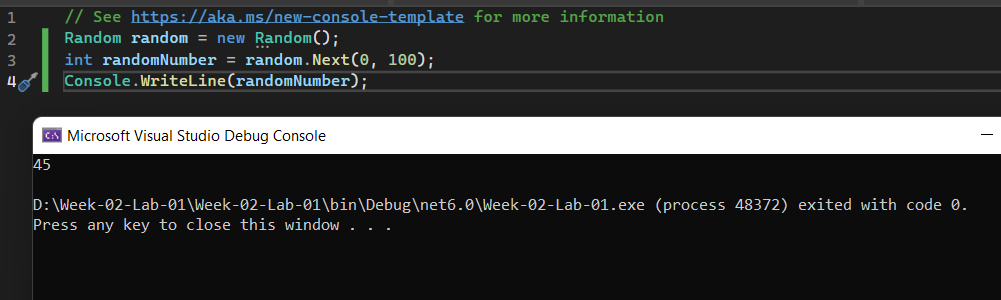 1 // See https://aka.ms/new-console-template for more information
2 Random random = new Random();
3 int randomNumber = random.Next(0, 100);
4 Console.WriteLine(randomNumber);
C:\ Microsoft Visual Studio Debug Console
45
D:\Week-02-Lab-01\Week-02-Lab-01\bin\Debug\net6.0\Week-02-Lab-01.exe (process 48372) exited with code 0.
Press any key to close this window . . .